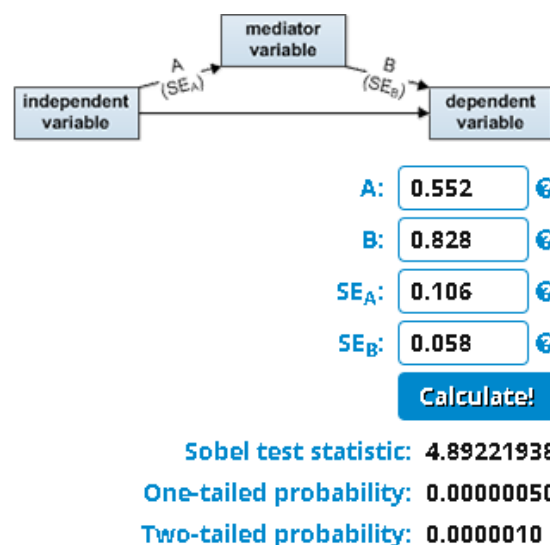 mediator
variable
A
(SEA)
B
(SEB)
independent
variable
dependent
variable
A: 0.552
B: 0.828
SEA: 0.106
SEB: 0.058
Calculate!
Sobel test statistic: 4.89221938
One-tailed probability: 0.00000050
Two-tailed probability: 0.0000010